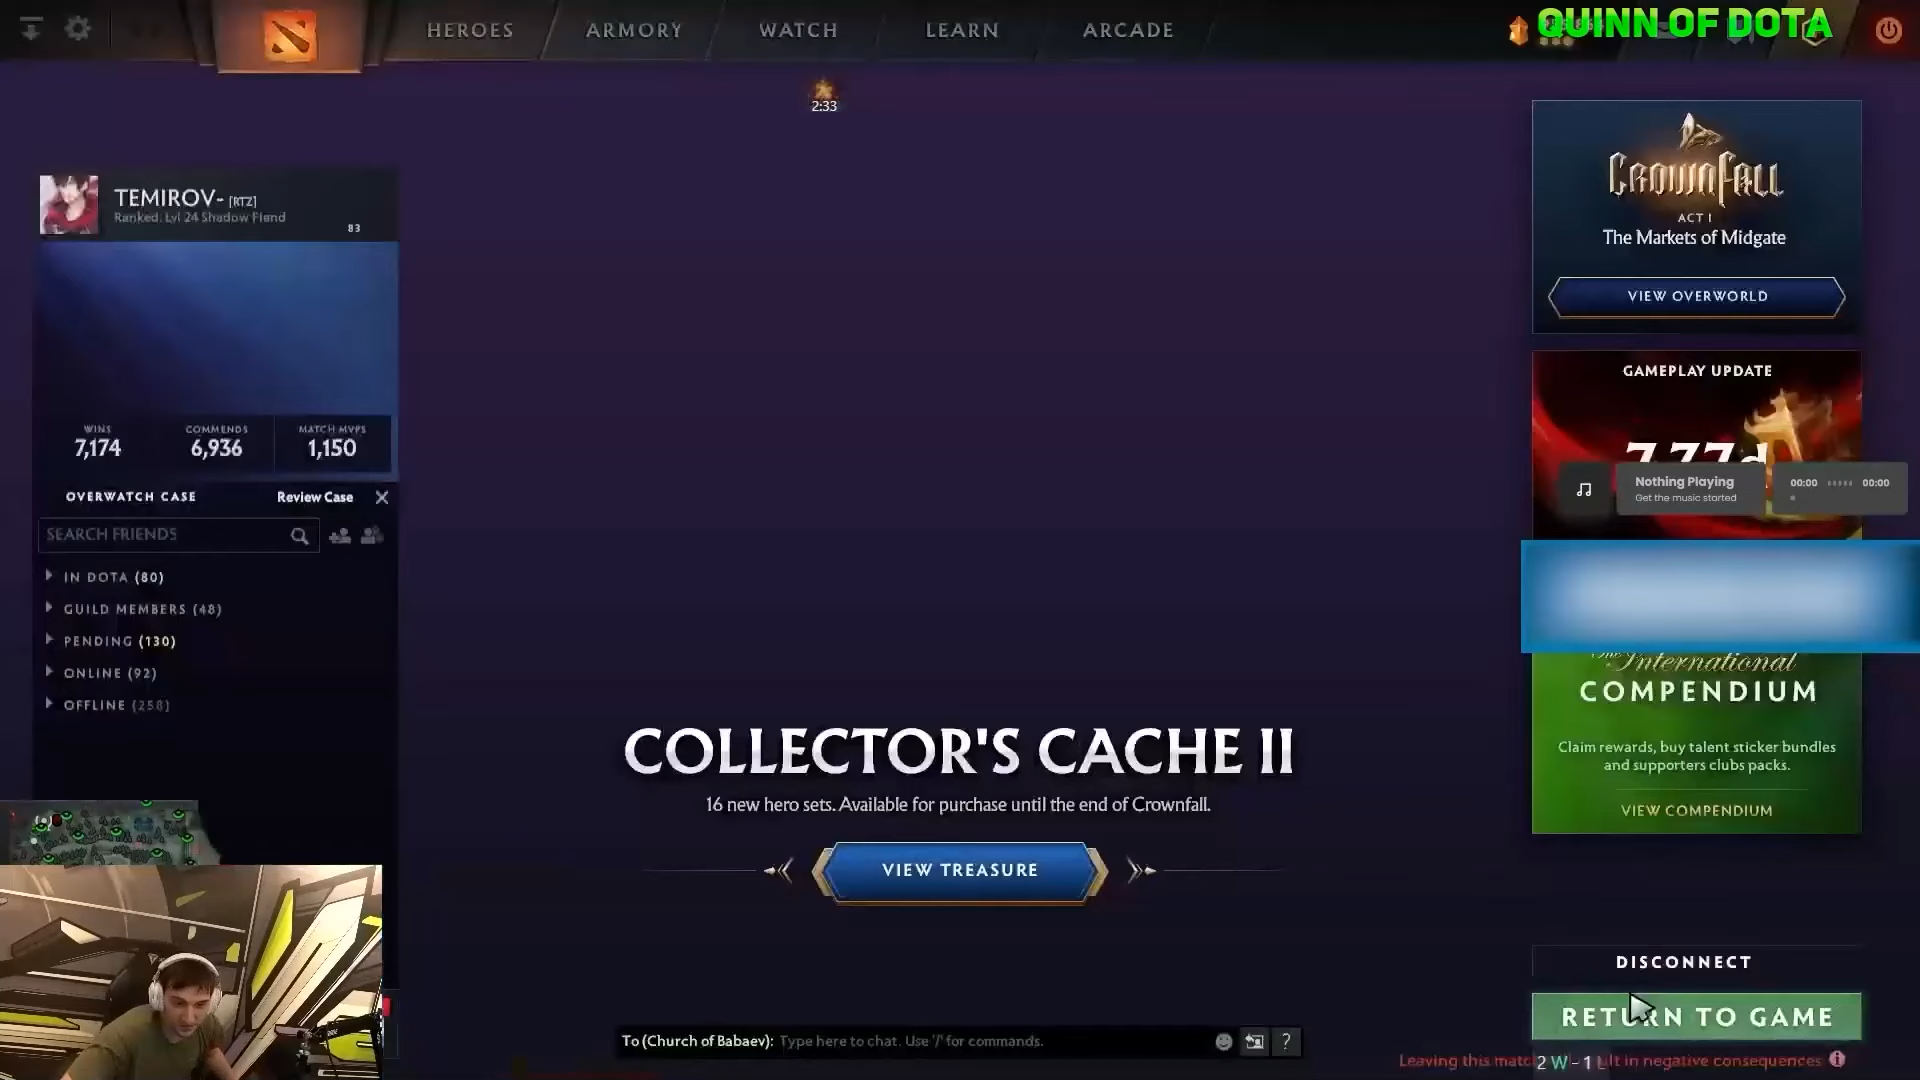 HEROES
ARMORY
WATCH
LEARN
ARCADE
QUINN OF DOTA
2:33
TEMIROV- [RTZ]
Ranked. Lvl 24 Shadow Fiend
83
WINS
7,174
COMMENDS
6,936
MATCH MVPS
1,150
OVERWATCH CASE
Review Case
SEARCH FRIENDS
IN DOTA (80)
GUILD MEMBERS (48)
PENDING (130)
ONLINE (92)
OFFLINE (258)
COLLECTOR'S CACHE II
16 new hero sets. Available for purchase until the end of Crownfall.
VIEW TREASURE
To (Church of Babaev): Type here to chat. Use '/' for commands.
?
CROWNFALL
ACT I
The Markets of Midgate
VIEW OVERWORLD
GAMEPLAY UPDATE
Nothing Playing
Get the music started
00:00
00:00
The International
COMPENDIUM
Claim rewards, buy talent sticker bundles
and supporters clubs packs.
VIEW COMPENDIUM
DISCONNECT
RETURN TO GAME
Leaving this in negative consequences
2 W - 1 L